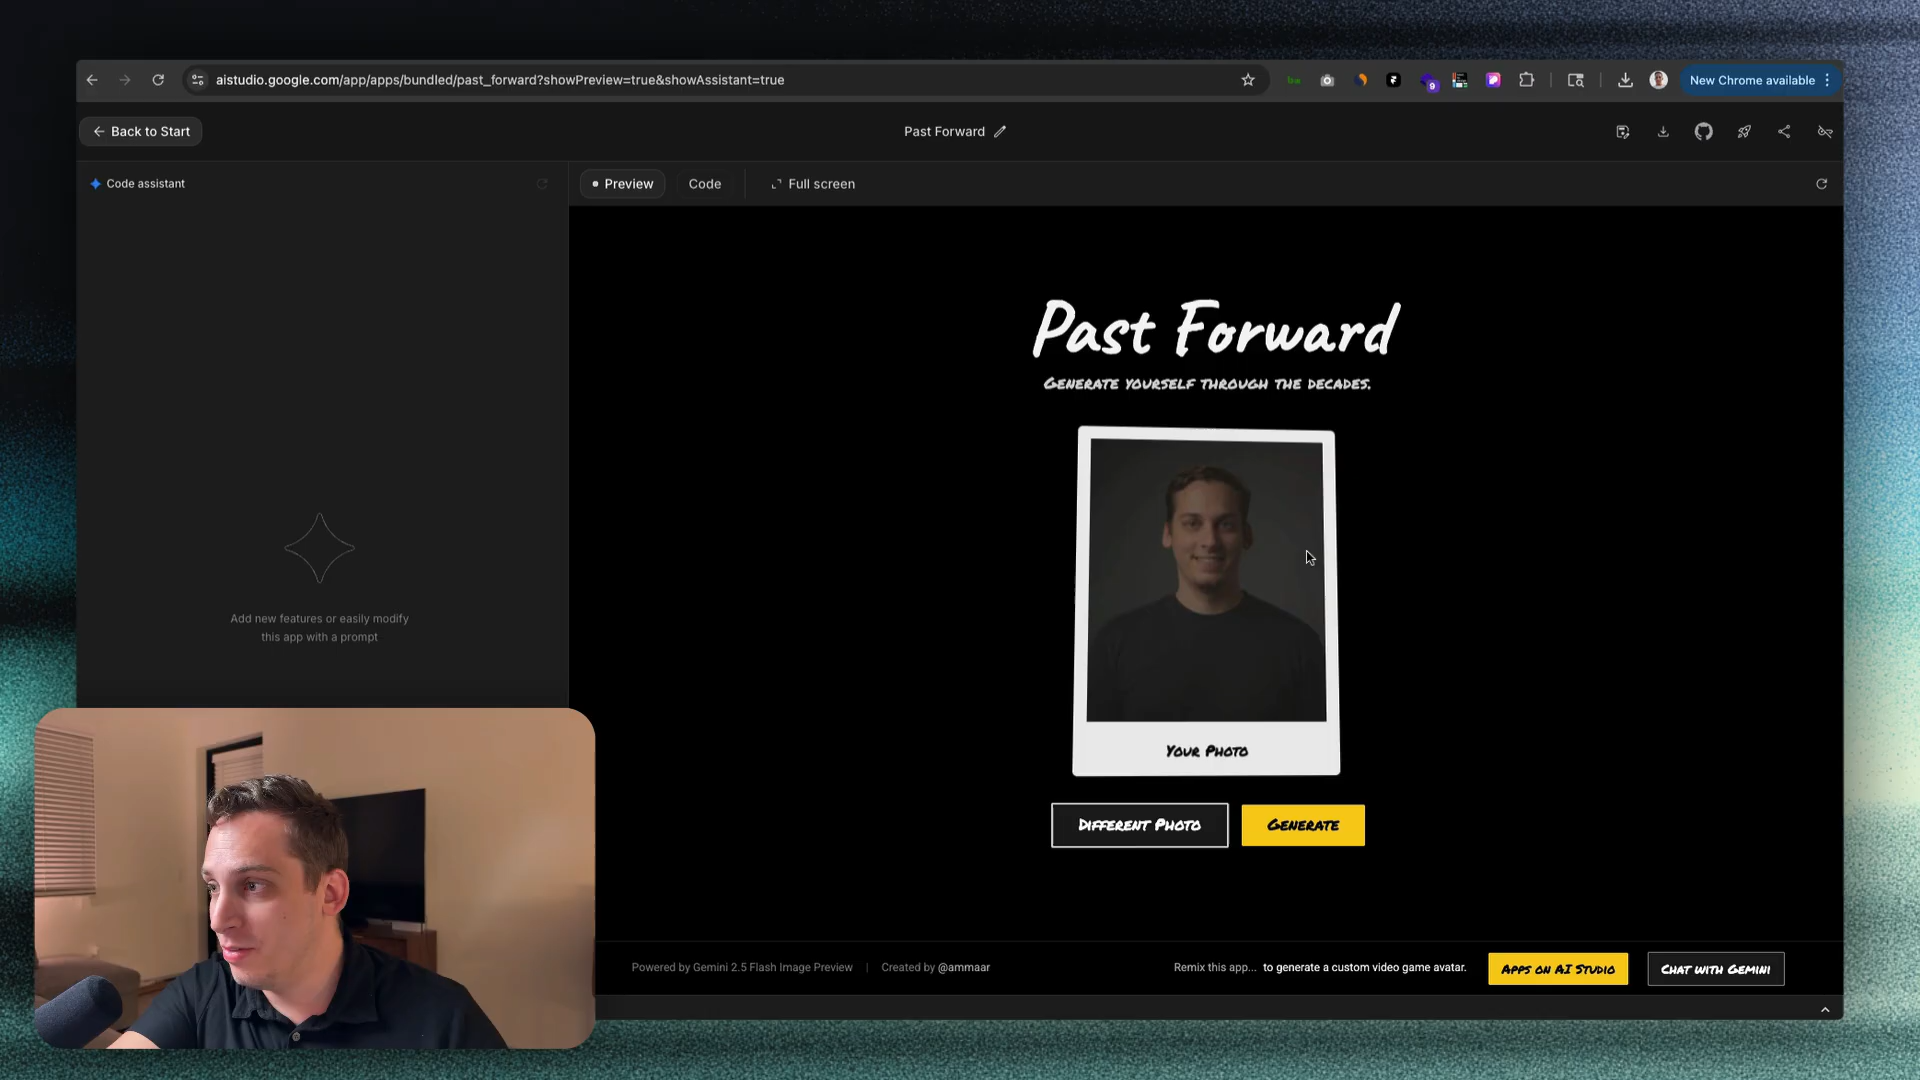 aistudio.google.com/app/apps/bundled/past_forward?showPreview=true&showAssistant=true
9
New Chrome available
Back to Start
Past Forward
Code assistant
Preview
Code
Full screen
Past Forward
Generate yourself through the decades.
Add new features or easily modify
this app with a prompt
Your Photo
Different Photo
Generate
Powered by Gemini 2.5 Flash Image Preview
Created by @ammaar
Remix this app... to generate a custom video game avatar.
Apps on AI Studio
Chat with Gemini